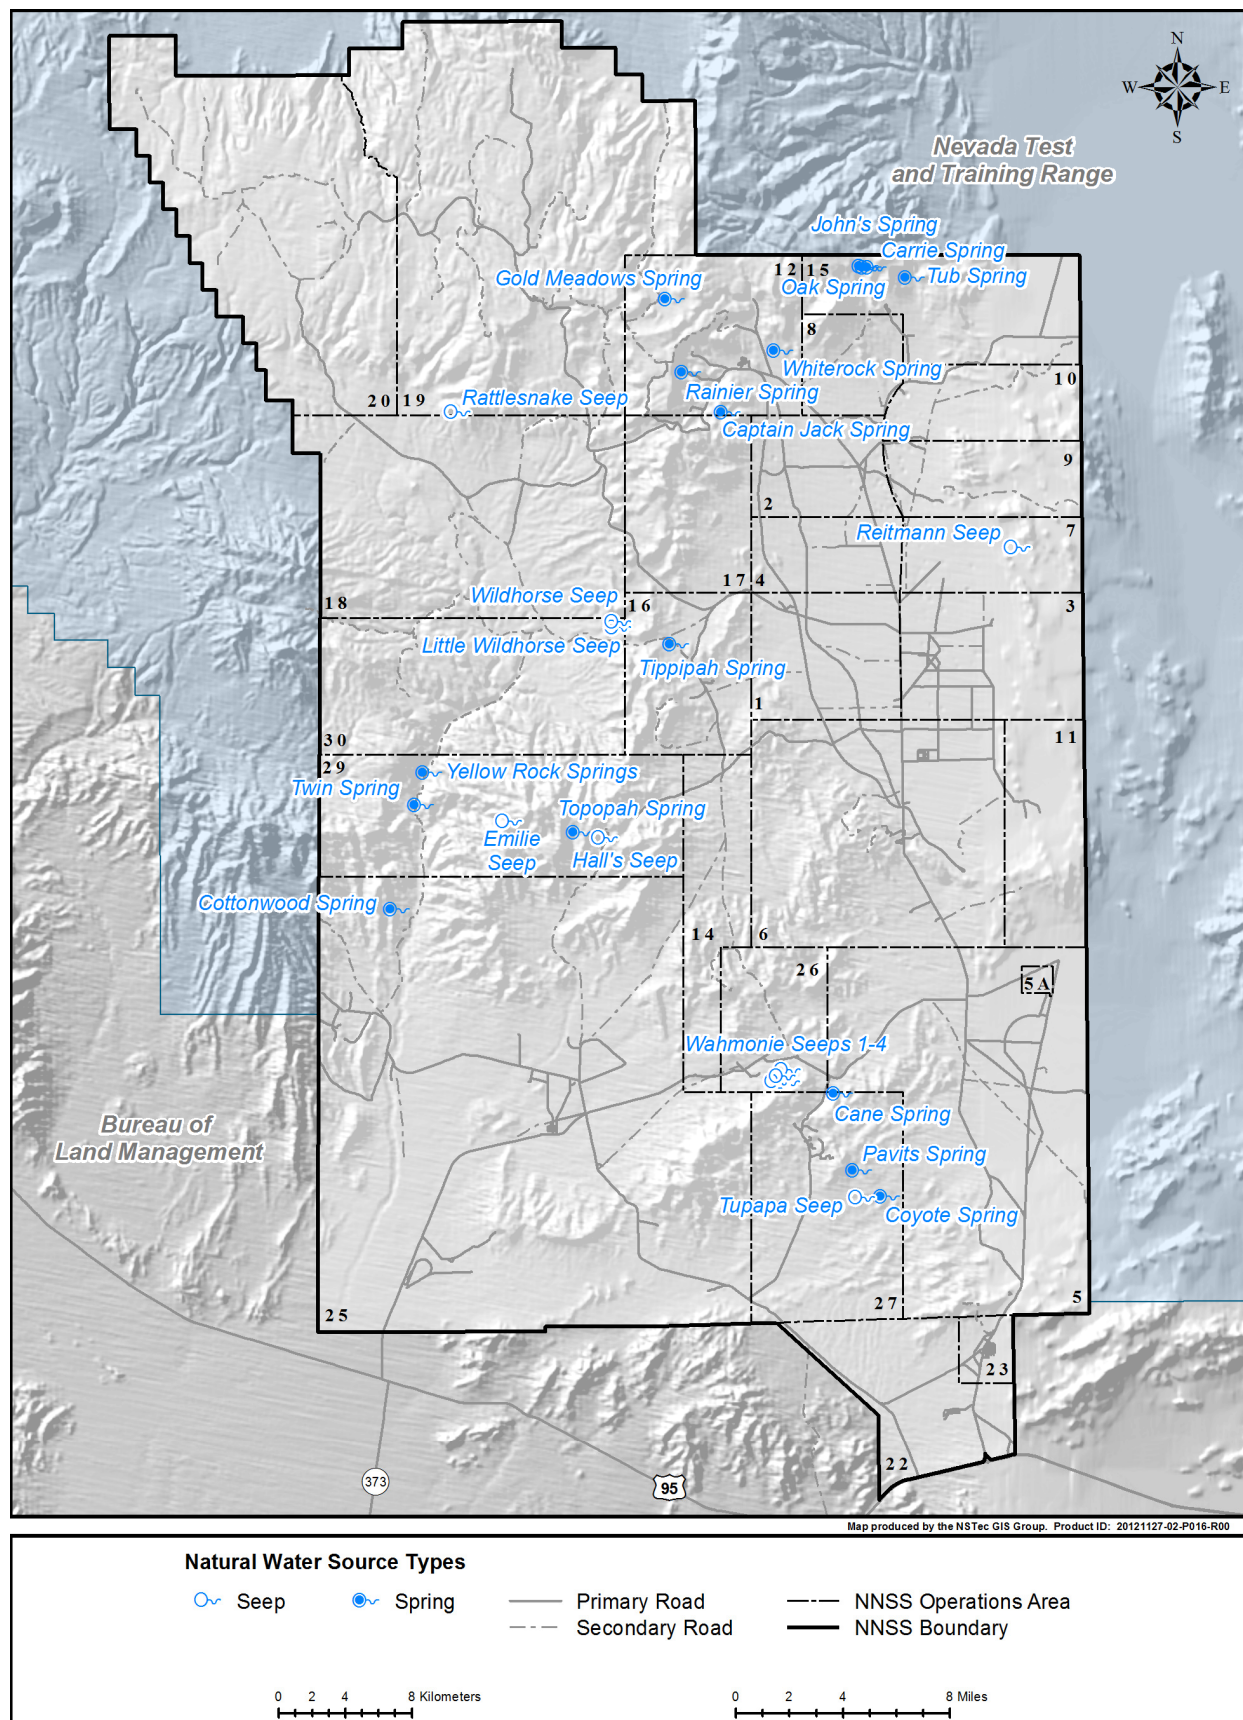 N
W
E
S
Nevada Test
and Training Range
John's Spring
Carrie Spring
Gold Meadows Spring
12
15
Oak Spring
Tub Spring
8
Whiterock Spring
10
Rattlesnake Seep
Rainier Spring
20
19
Captain Jack Spring
9
2
Reitmann Seep
7
17
4
Wildhorse Seep
18
16
3
Little Wildhorse Seep
Tippipah Spring
1
30
11
29
Yellow Rock Springs
Twin Spring
Topopah Spring
Emilie
Seep
Hall's Seep
Cottonwood Spring
14
6
26
5A
Wahmonie Seeps 1-4
Cane Spring
Bureau of
Land Management
Pavits Spring
Tupapa Seep
Coyote Spring
25
27
5
23
22
373
95
Map produced by the NSTec GIS Group. Product ID: 20121127-02-P016-R00
Natural Water Source Types
Seep
Spring
Primary Road
Secondary Road
NNSS Operations Area
NNSS Boundary
0 2 4 8 Kilometers
0 2 4 8 Miles